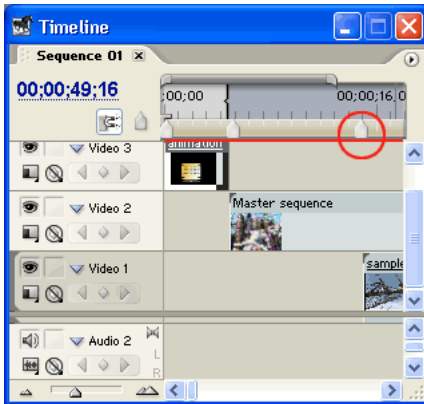 Timeline
Sequence 01 x
00;00;49;16
;00;00
00;00;16;0
Video 3
animation
Video 2
Master sequence
Video 1
sample
Audio 2
L
R